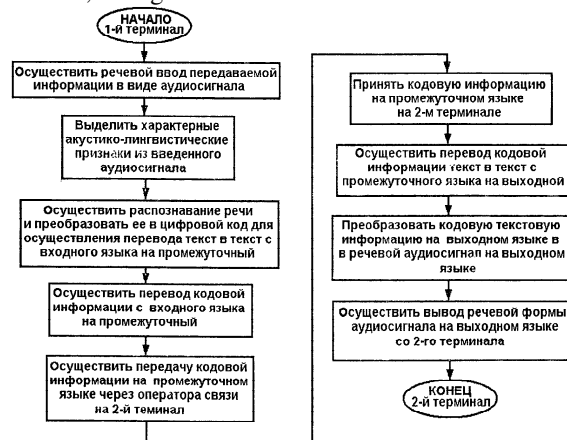 НАЧАЛО
1-й терминал
Осуществить речевой ввод передаваемой
информации в виде аудиосигнала
Выделить характерные
акустико-лингвистические
признаки из введенного
аудиосигнала
Осуществить распознавание речи
и преобразовать ее в цифровой код для
осуществления перевода текст в текст с
входного языка на промежуточный
Осуществить перевод кодовой
информации с входного языка
на промежуточный
Осуществить передачу кодовой
информации на промежуточном
языке через оператора связи
на 2-й теминал
Принять кодовую информацию
на промежуточном языке
на 2-м терминале
Осуществить перевод кодовой
информации текст в текст с
промежуточного языка на выходной
Преобразовать кодовую текстовую
информацию на выходном языке в
в речевой аудиосигнал на выходном
языке
Осуществить вывод речевой формы
аудиосигнала на выходном языке
со 2-го терминала
КОНЕЦ
2-й терминал